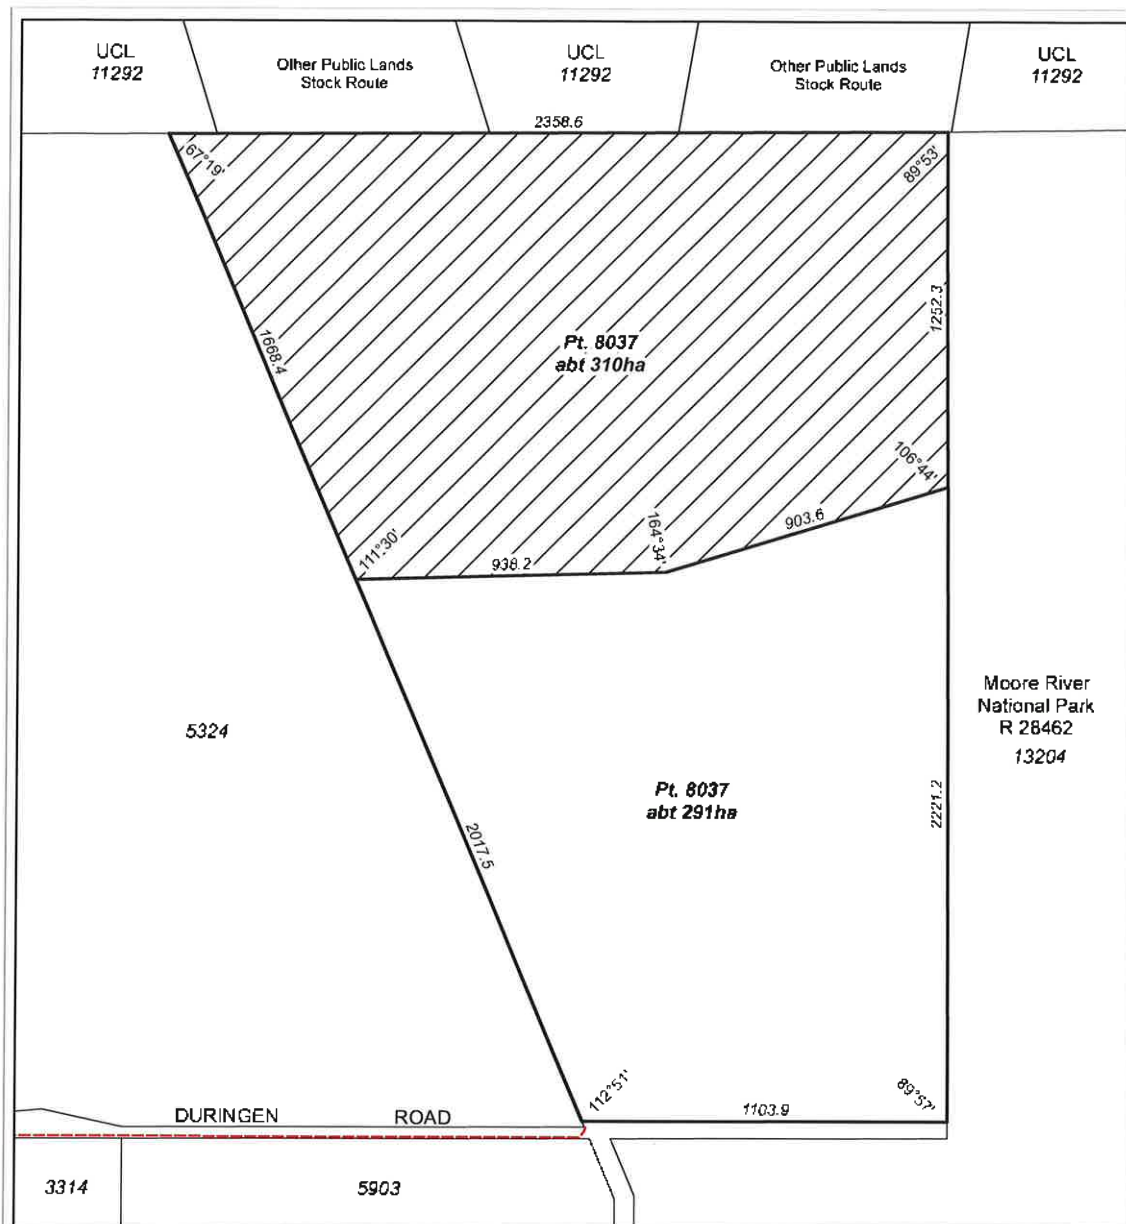 UCL
11292
Other Public Lands
Stock Route
UCL
11292
Other Public Lands
Stock Route
UCL
11292
2358.6
67°19'
89°53'
1252.3
1668.4
Pt. 8037
abt 310ha
106°44'
903.6
164°34'
111°30'
938.2
Moore River
National Park
R 28462
13204
5324
Pt. 8037
abt 291ha
2221.2
2017.5
112°51'
89°57'
1103.9
DURINGEN ROAD
3314
5903